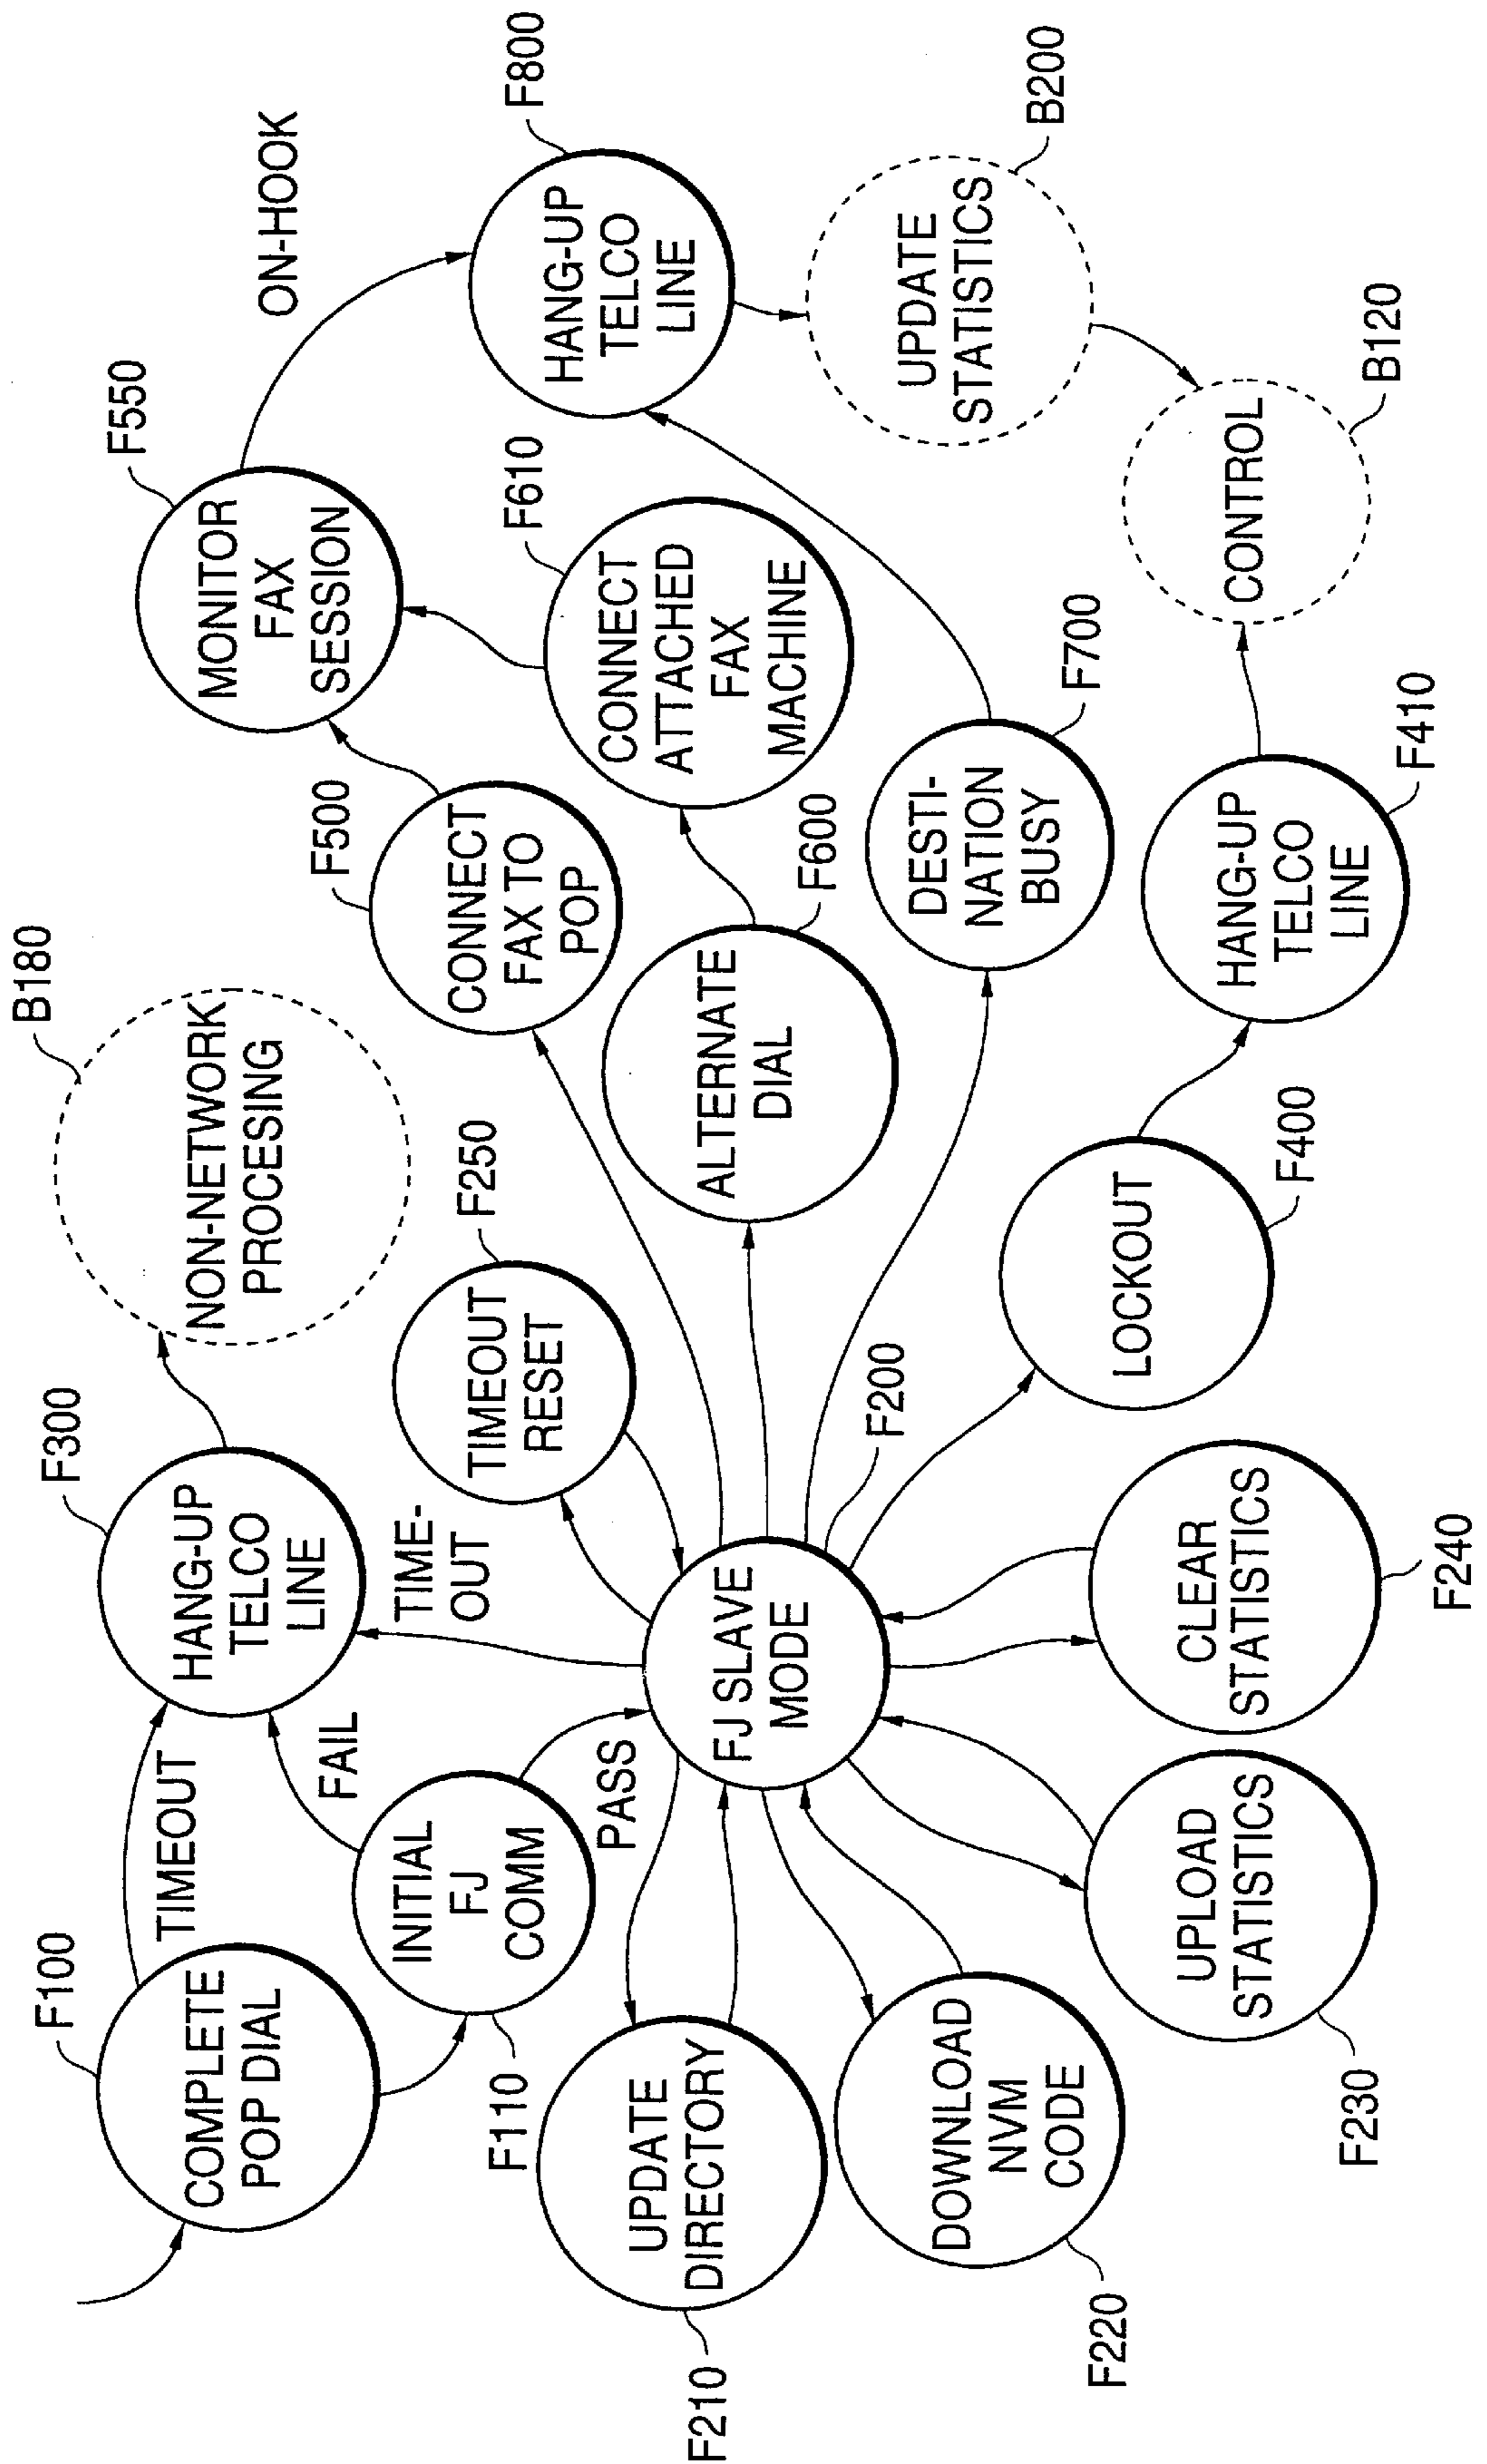 F100
COMPLETE
POP DIAL
TIMEOUT
F300
HANG-UP
TELCO
LINE
B180
NON-NETWORK
PROCESING
FAIL
F110
INITIAL
FJ
COMM
PASS
TIME-
OUT
F250
TIMEOUT
RESET
F200
FJ SLAVE
MODE
F210
UPDATE
DIRECTORY
F220
DOWNLOAD
NVM
CODE
F230
UPLOAD
STATISTICS
F240
CLEAR
STATISTICS
F500
CONNECT
FAX TO
POP
F550
MONITOR
FAX
SESSION
ON-HOOK
F600
ALTERNATE
DIAL
F610
CONNECT
ATTACHED
FAX
MACHINE
F700
DESTI-
NATION
BUSY
F800
HANG-UP
TELCO
LINE
B200
UPDATE
STATISTICS
F400
LOCKOUT
F410
HANG-UP
TELCO
LINE
B120
CONTROL